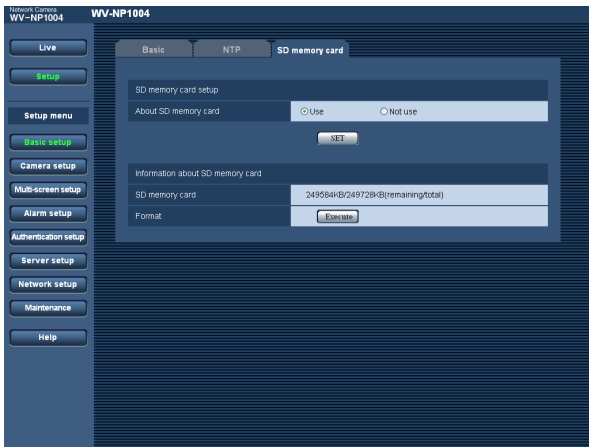 Network Camera
WV-NP1004
WV-NP1004
Live
Setup
Setup menu
Basic setup
Camera setup
Multi-screen setup
Alarm setup
Authentication setup
Server setup
Network setup
Maintenance
Help
Basic
NTP
SD memory card
SD memory card setup
About SD memory card
Use
Not use
SET
Information about SD memory card
SD memory card
249584KB/249728KB(remaining/total)
Format
Execute